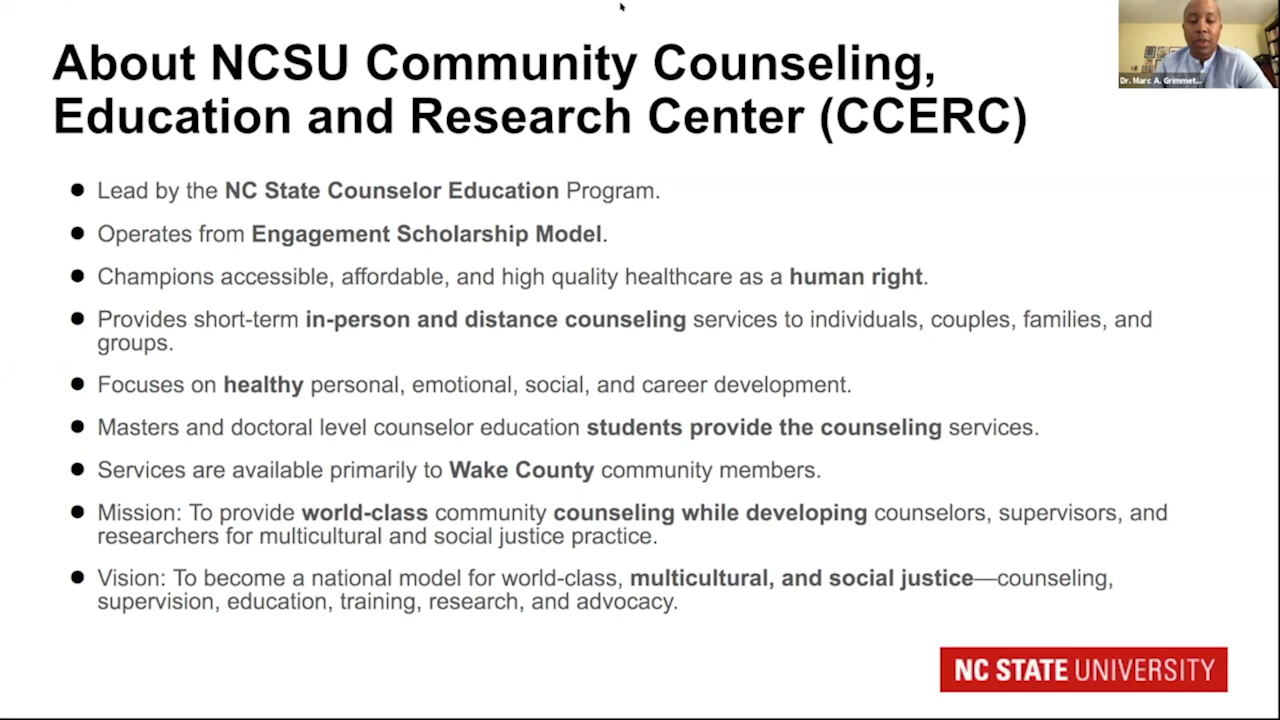 About NCSU Community Counseling,
Education and Research Center (CCERC)
Dr. Marc A. Grimmet...
● Lead by the NC State Counselor Education Program.
● Operates from Engagement Scholarship Model.
● Champions accessible, affordable, and high quality healthcare as a human right.
● Provides short-term in-person and distance counseling services to individuals, couples, families, and
groups.
● Focuses on healthy personal, emotional, social, and career development.
● Masters and doctoral level counselor education students provide the counseling services.
● Services are available primarily to Wake County community members.
● Mission: To provide world-class community counseling while developing counselors, supervisors, and
researchers for multicultural and social justice practice.
● Vision: To become a national model for world-class, multicultural, and social justice—counseling,
supervision, education, training, research, and advocacy.
NC STATE UNIVERSITY